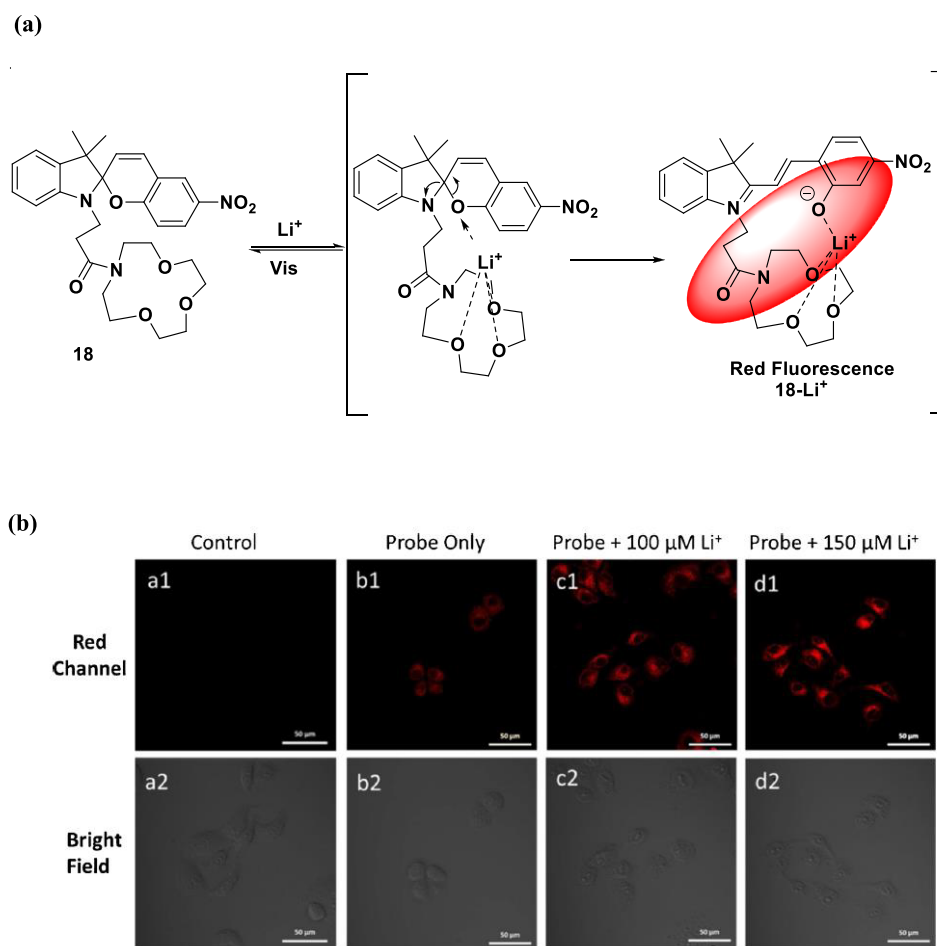 (a)
NO₂
N
O
Li⁺
Vis
O
N
O
O
O
18
N
O
NO₂
Li⁺
O
N
O
O
O
NO₂
N
⊖
O
Li⁺
O
N
O
O
O
Red Fluorescence
18-Li⁺
(b)
Control
Probe Only
Probe + 100 μM Li⁺
Probe + 150 μM Li⁺
Red
Channel
a1
50 μm
b1
50 μm
c1
50 μm
d1
50 μm
Bright
Field
a2
50 μm
b2
50 μm
c2
50 μm
d2
50 μm